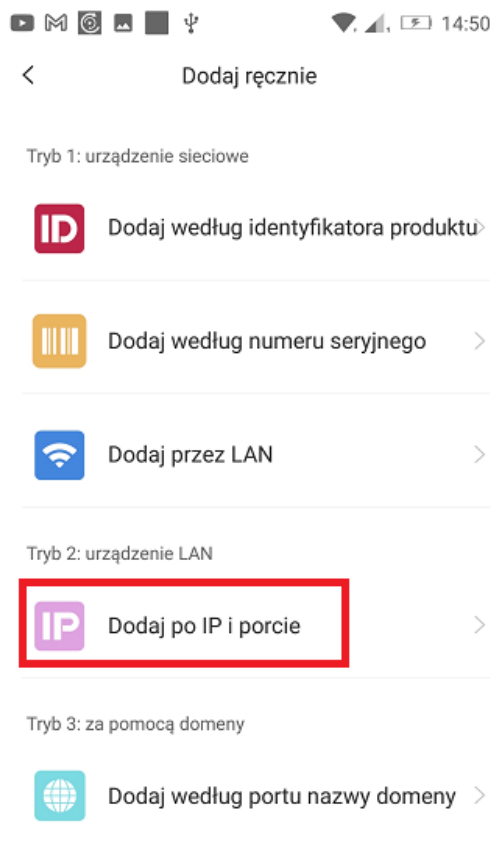 14:50
Dodaj ręcznie
Tryb 1: urządzenie sieciowe
ID Dodaj według identyfikatora produktu
Dodaj według numeru seryjnego
Dodaj przez LAN
Tryb 2: urządzenie LAN
IP Dodaj po IP i porcie
Tryb 3: za pomocą domeny
Dodaj według portu nazwy domeny